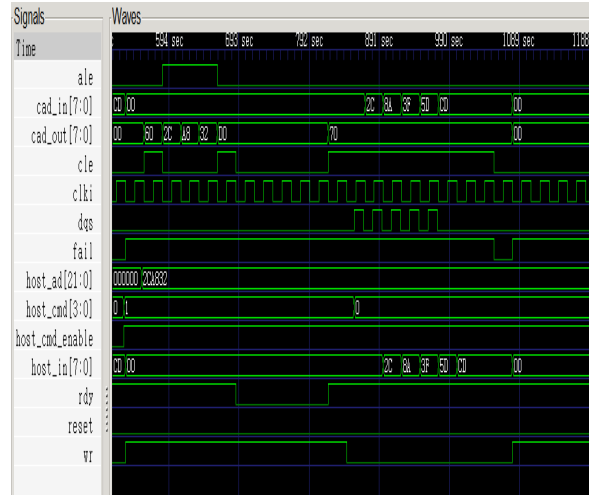 Signals Waves
Time 594 sec 693 sec 792 sec 891 sec 990 sec 1089 sec 1188
ale
cad_in[7:0] CD 00 2C 8A 3F 5D CD 00
cad_out[7:0] 00 60 2C A8 32 D0 70 00
cle
clki
dqs
fail
host_ad[21:0] 000000 2CA832
host_cmd[3:0] 0 1 0
host_cmd_enable
host_in[7:0] CD 00 2C 8A 3F 5D CD 00
rdy
reset
wr